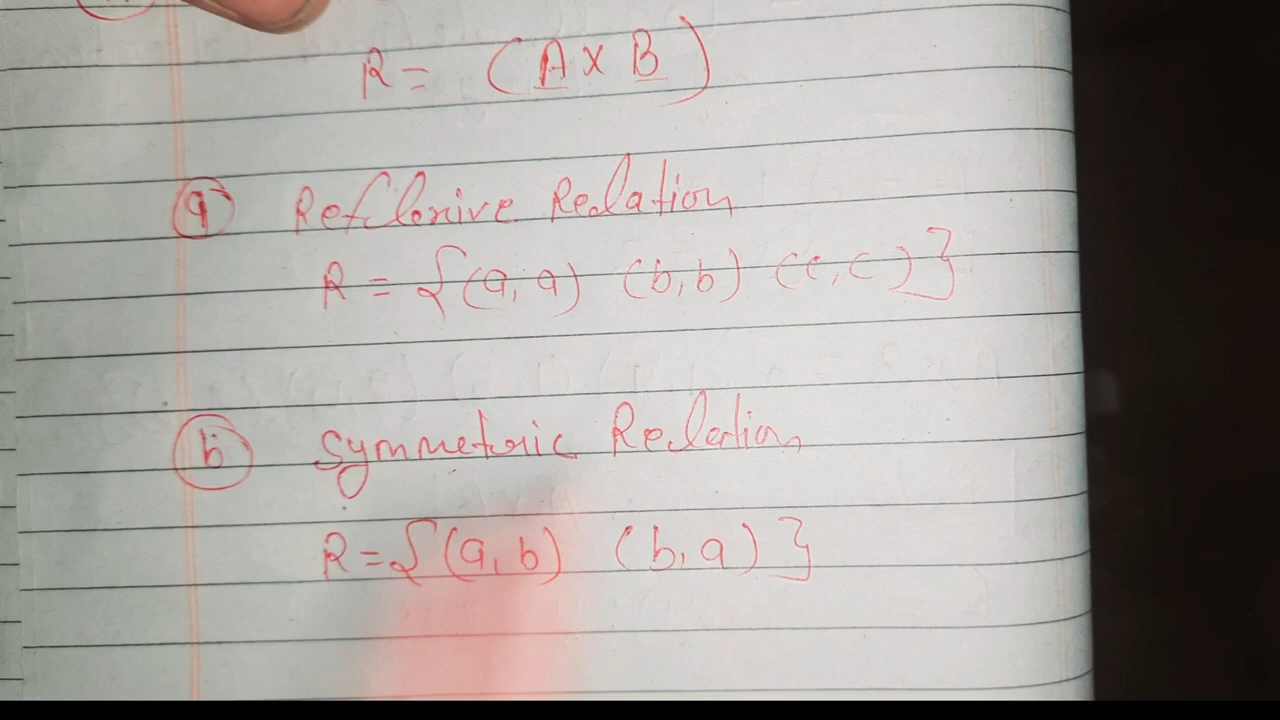 R = (A x B)
a Reflexive Relation
R = {(a, a) (b, b) (c, c)}
b Symmetric Relation
R = {(a, b) (b, a)}